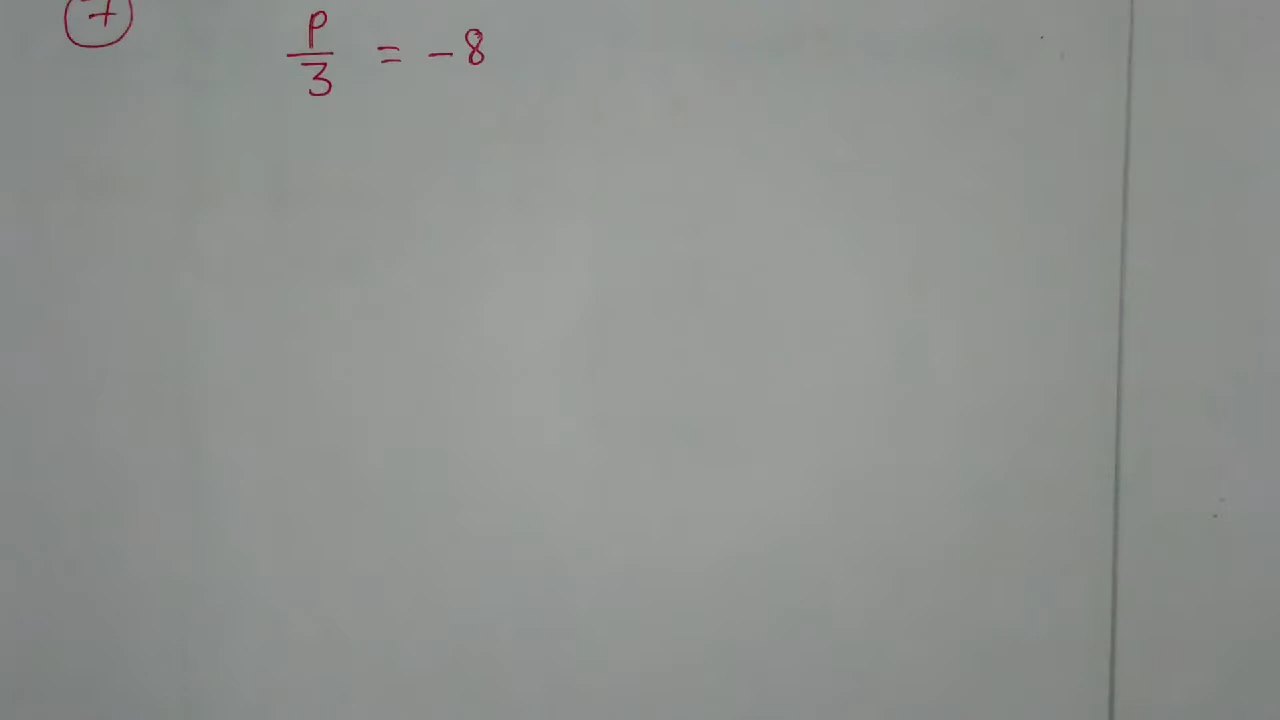 7
p/3 = -8